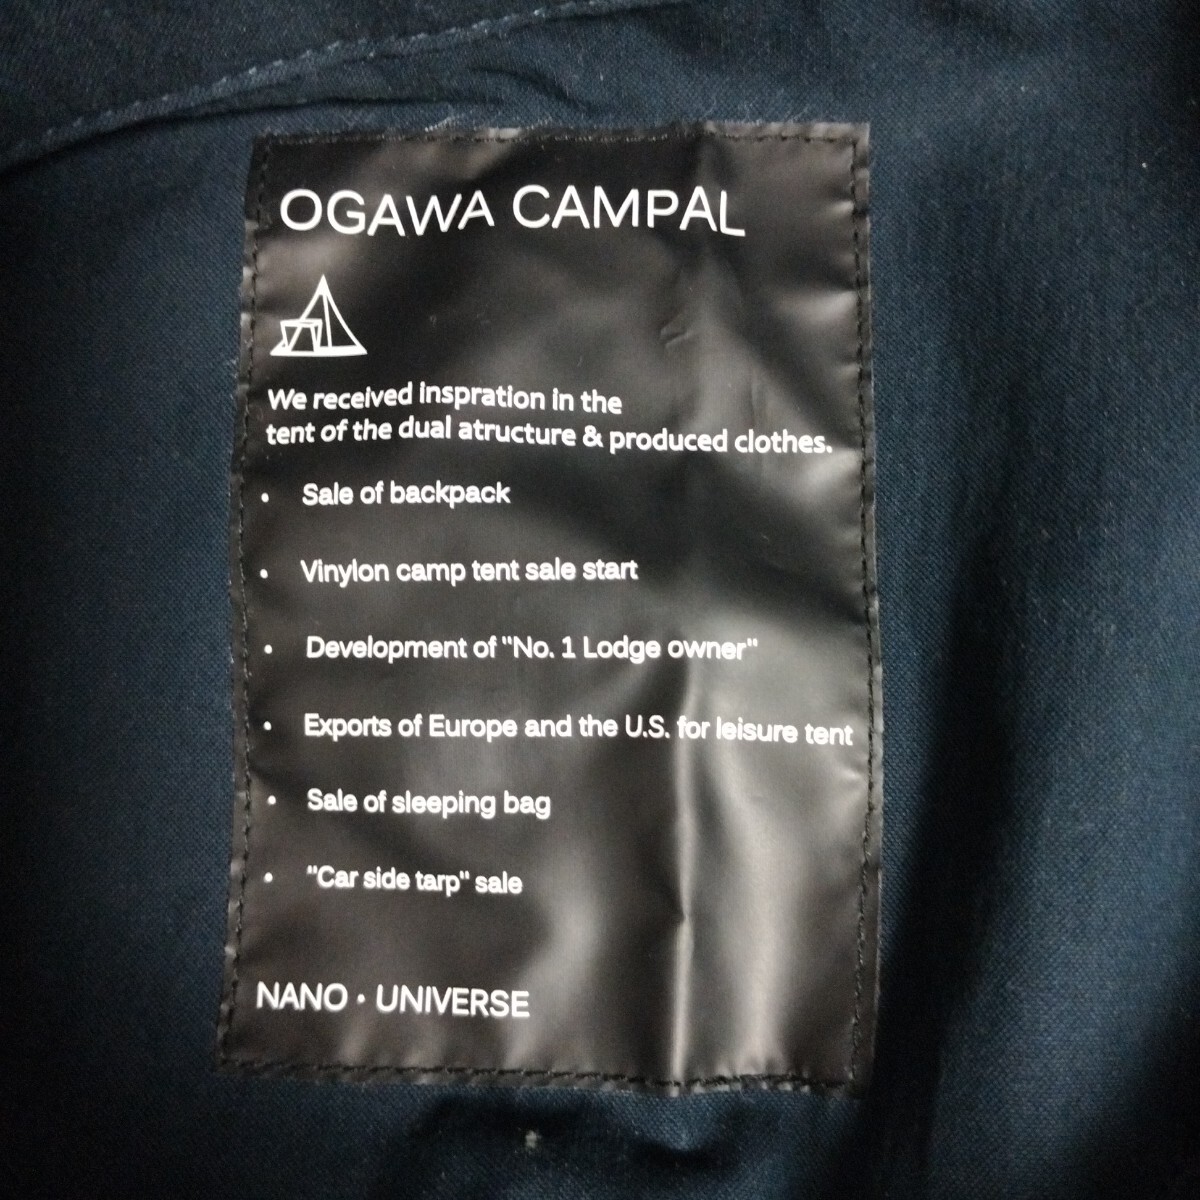 OGAWA CAMPAL
We received inspration in the
tent of the dual atructure & produced clothes.
• Sale of backpack
• Vinylon camp tent sale start
• Development of "No. 1 Lodge owner"
• Exports of Europe and the U.S. for leisure tent
• Sale of sleeping bag
• "Car side tarp" sale
NANO・UNIVERSE